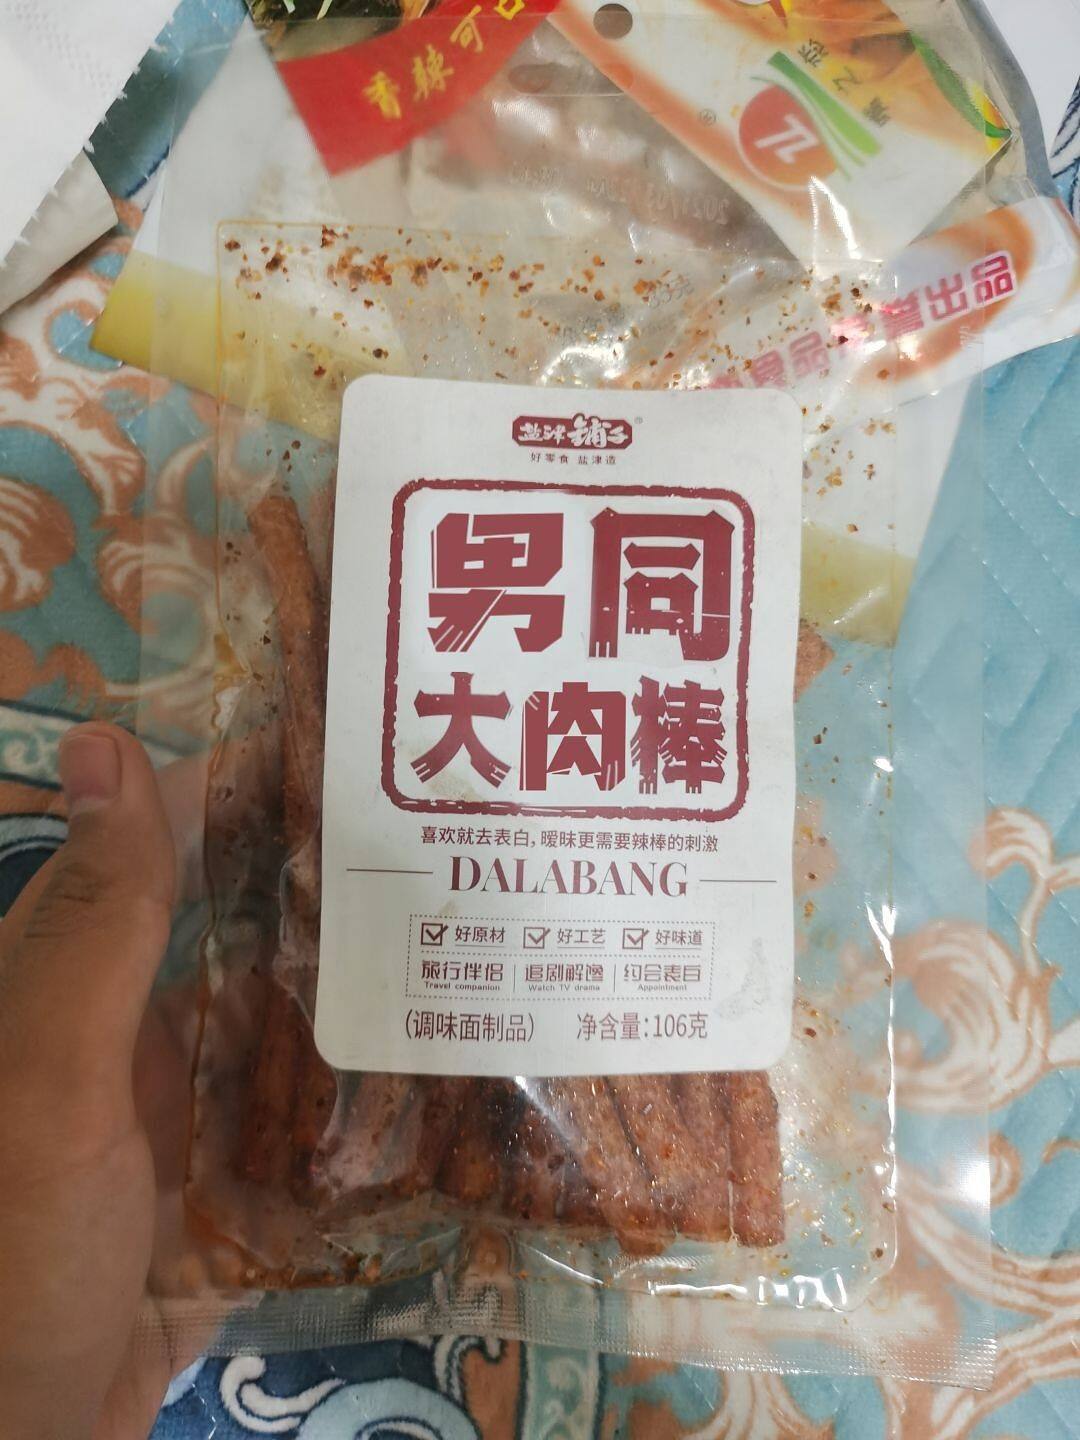 香辣可口
盐津铺子®
好零食 盐津造
男同
大肉棒
喜欢就去表白,暧昧更需要辣棒的刺激
DALABANG
好原材 好工艺 好味道
旅行伴侣 追剧解馋 约会表白
Travel companion Watch TV drama Appointment
(调味面制品) 净含量:106克